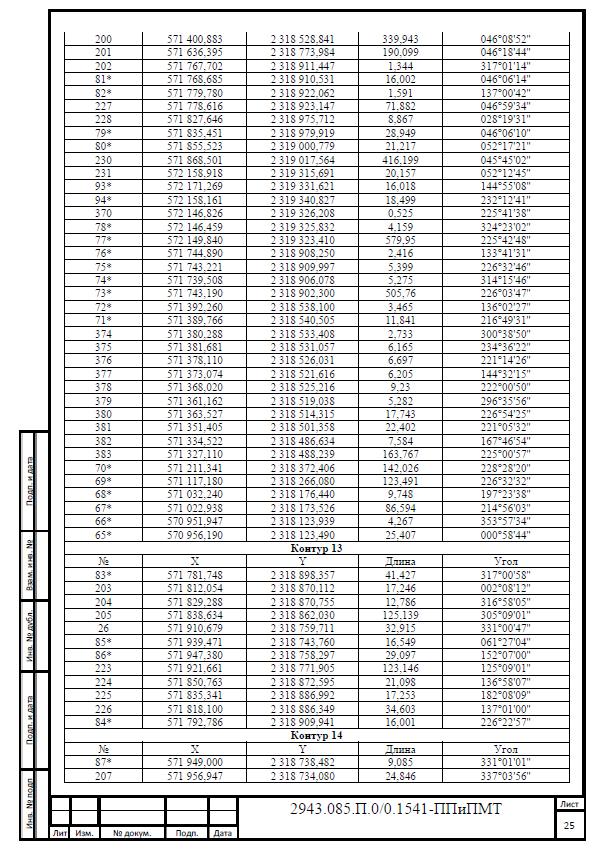 200 571 400,883 2 318 528,841 339,943 046°08'52"
201 571 636,395 2 318 773,984 190,099 046°18'44"
202 571 767,702 2 318 911,447 1,344 317°01'14"
81* 571 768,685 2 318 910,531 16,002 046°06'14"
82* 571 779,780 2 318 922,062 1,591 137°00'42"
227 571 778,616 2 318 923,147 71,882 046°59'34"
228 571 827,646 2 318 975,712 8,867 028°19'31"
79* 571 835,451 2 318 979,919 28,949 046°06'10"
80* 571 855,523 2 319 000,779 21,217 052°17'21"
230 571 868,501 2 319 017,564 416,199 045°45'02"
231 572 158,918 2 319 315,691 20,157 052°12'45"
93* 572 171,269 2 319 331,621 16,018 144°55'08"
94* 572 158,161 2 319 340,827 18,499 232°12'41"
370 572 146,826 2 319 326,208 0,525 225°41'38"
78* 572 146,459 2 319 325,832 4,159 324°23'02"
77* 572 149,840 2 319 323,410 579,95 225°42'48"
76* 571 744,890 2 318 908,250 2,416 133°41'31"
75* 571 743,221 2 318 909,997 5,399 226°32'46"
74* 571 739,508 2 318 906,078 5,275 314°15'46"
73* 571 743,190 2 318 902,300 505,76 226°03'47"
72* 571 392,260 2 318 538,100 3,465 136°02'27"
71* 571 389,766 2 318 540,505 11,841 216°49'31"
374 571 380,288 2 318 533,408 2,733 300°38'50"
375 571 381,681 2 318 531,057 6,165 234°36'22"
376 571 378,110 2 318 526,031 6,697 221°14'26"
377 571 373,074 2 318 521,616 6,205 144°32'15"
378 571 368,020 2 318 525,216 9,23 222°00'50"
379 571 361,162 2 318 519,038 5,282 296°35'56"
380 571 363,527 2 318 514,315 17,743 226°54'25"
381 571 351,405 2 318 501,358 22,402 221°05'32"
382 571 334,522 2 318 486,634 7,584 167°46'54"
383 571 327,110 2 318 488,239 163,767 225°00'57"
70* 571 211,341 2 318 372,406 142,026 228°28'20"
69* 571 117,180 2 318 266,080 123,491 226°32'32"
68* 571 032,240 2 318 176,440 9,748 197°23'38"
67* 571 022,938 2 318 173,526 86,594 214°56'03"
66* 570 951,947 2 318 123,939 4,267 353°57'34"
65* 570 956,190 2 318 123,490 25,407 000°58'44"
Контур 13
№ X Y Длина Угол
83* 571 781,748 2 318 898,357 41,427 317°00'58"
203 571 812,054 2 318 870,112 17,246 002°08'12"
204 571 829,288 2 318 870,755 12,786 316°58'05"
205 571 838,634 2 318 862,030 125,139 305°09'01"
26 571 910,679 2 318 759,711 32,915 331°00'47"
85* 571 939,471 2 318 743,760 16,549 061°27'04"
86* 571 947,380 2 318 758,297 29,097 152°07'00"
223 571 921,661 2 318 771,905 123,146 125°09'01"
224 571 850,763 2 318 872,595 21,098 136°58'07"
225 571 835,341 2 318 886,992 17,253 182°08'09"
226 571 818,100 2 318 886,349 34,603 137°01'00"
84* 571 792,786 2 318 909,941 16,001 226°22'57"
Контур 14
№ X Y Длина Угол
87* 571 949,000 2 318 738,482 9,085 331°01'01"
207 571 956,947 2 318 734,080 24,846 337°03'56"
Подп. и дата
Взам. инв. №
Инв. № дубл.
Подп. и дата
Инв. № подп
Лит Изм. № докум. Подп. Дата
2943.085.П.0/0.1541-ППиПМТ
Лист
25